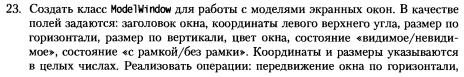 23. Создать класс ModelWindow для работы с моделями экранных окон. В качестве
полей задаются: заголовок окна, координаты левого верхнего угла, размер по
горизонтали, размер по вертикали, цвет окна, состояние «видимое/невиди-
мое», состояние «с рамкой/без рамки». Координаты и размеры указываются
в целых числах. Реализовать операции: передвижение окна по горизонтали,